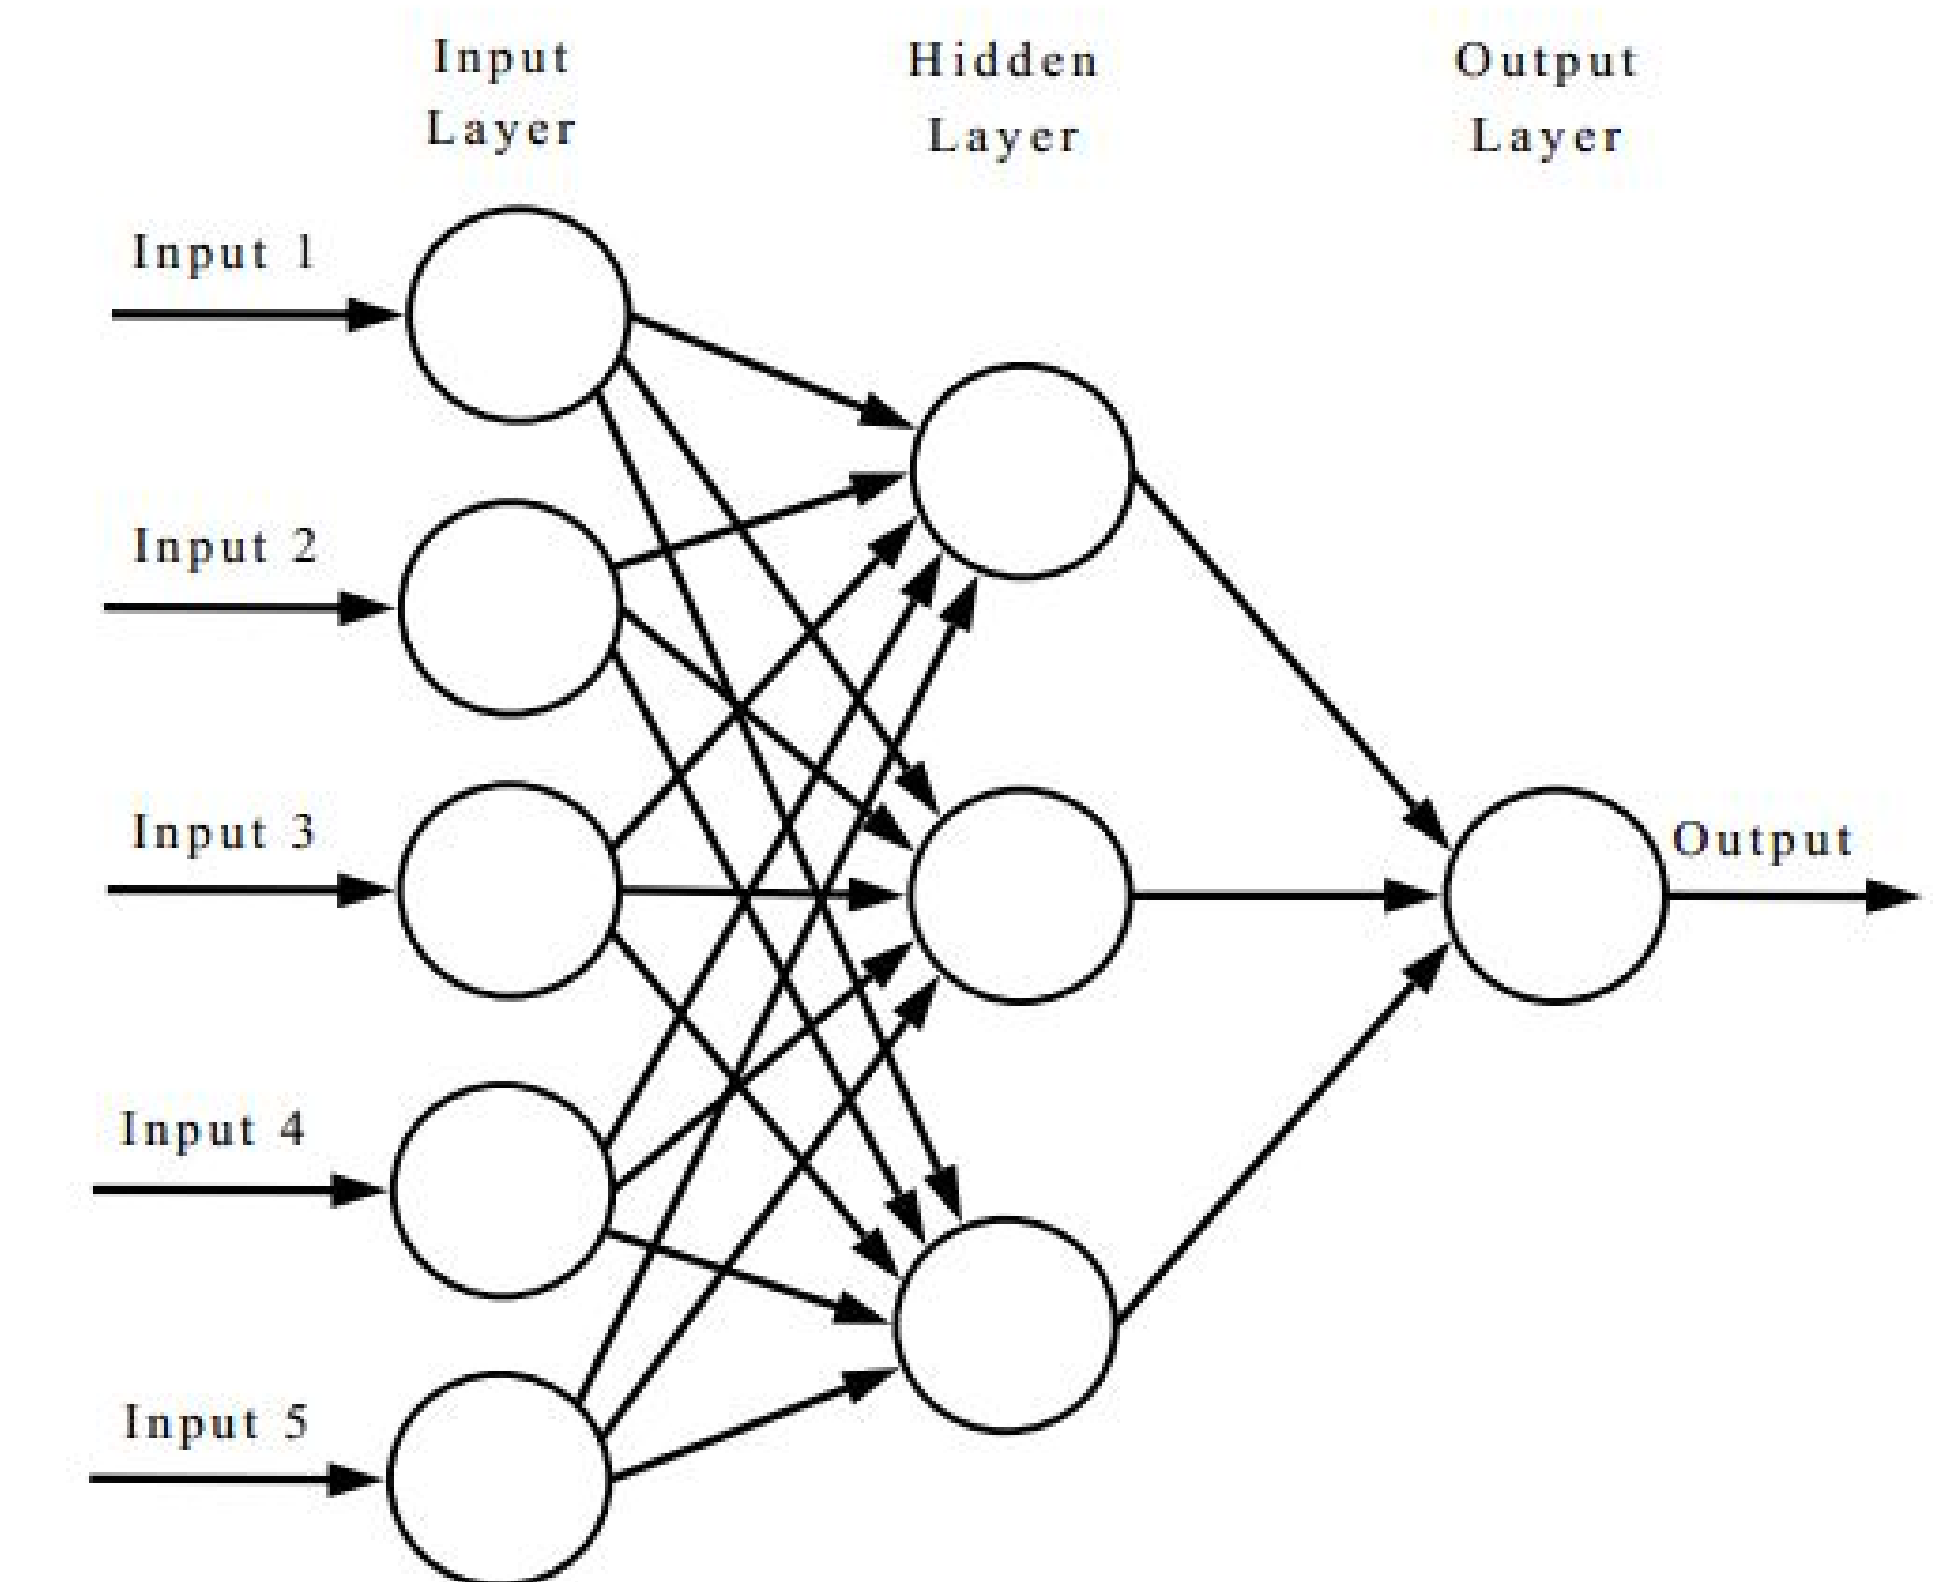 Input
Layer
Hidden
Layer
Output
Layer
Input 1
Input 2
Input 3
Output
Input 4
Input 5